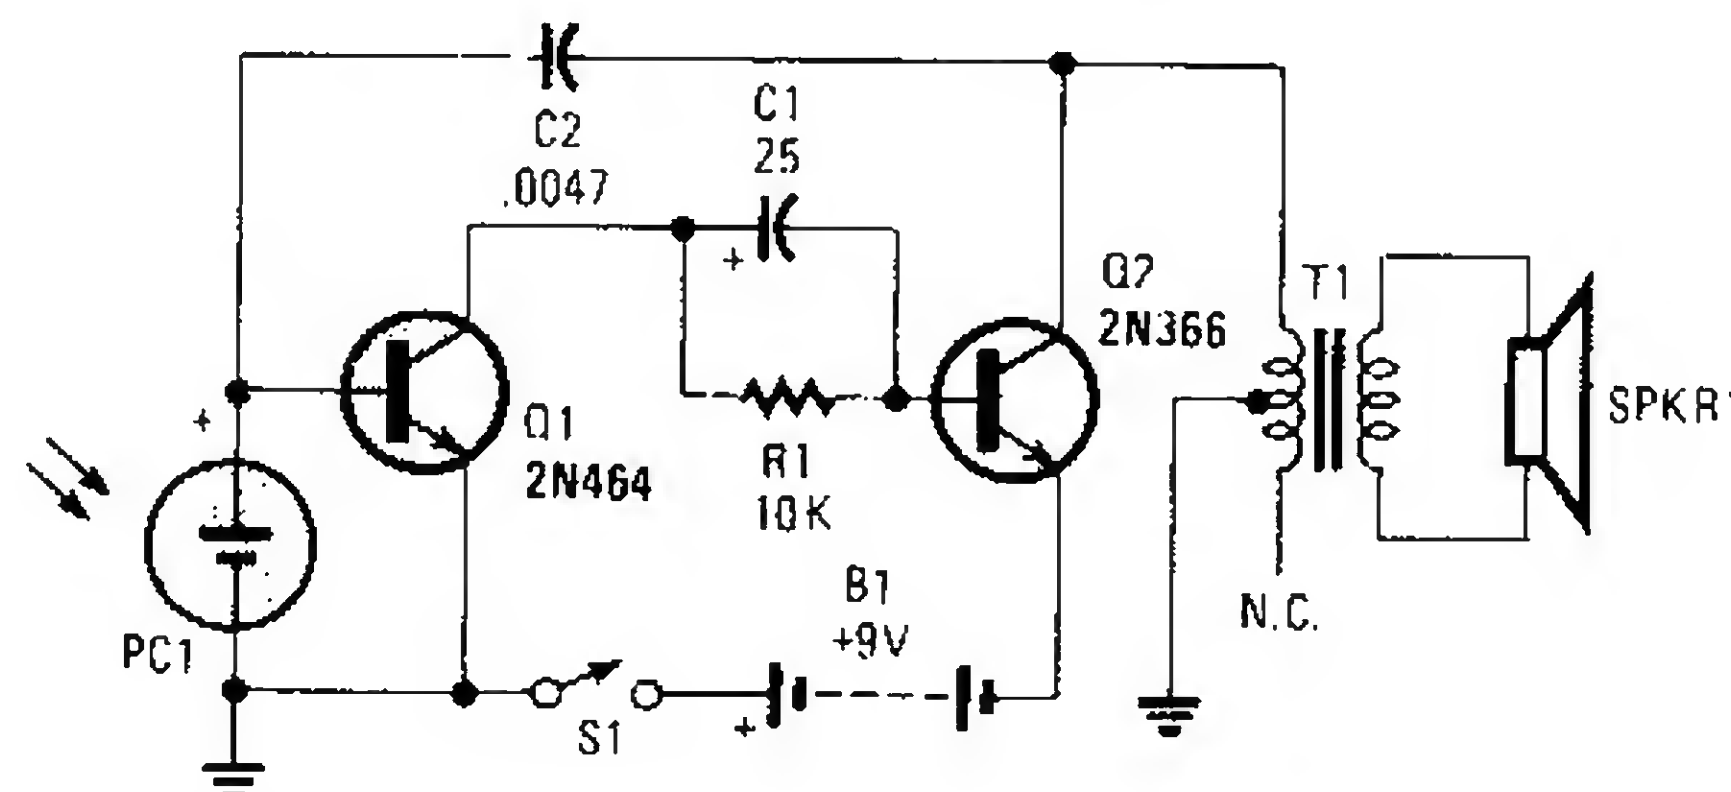 C2
.0047
C1
25
+
Q2
2N366
T1
+
Q1
2N464
R1
10K
SPKR1
PC1
B1
+9V
N.C.
S1
+